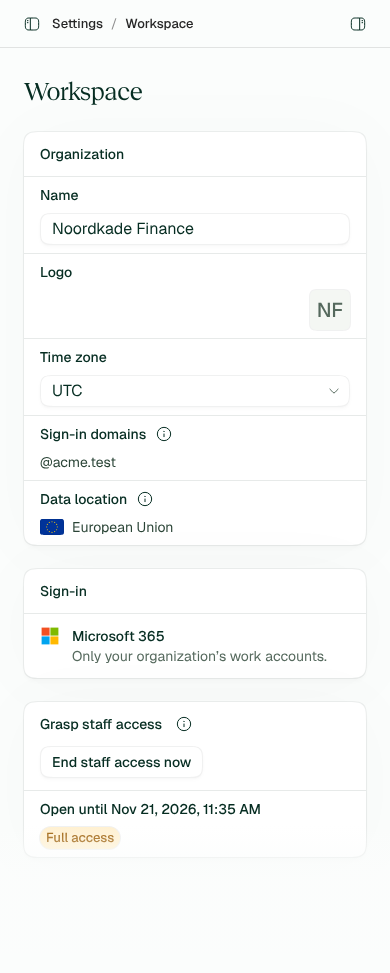 Settings / Workspace
Workspace
Organization
Name
Noordkade Finance
Logo
NF
Time zone
UTC
Sign-in domains
@acme.test
Data location
European Union
Sign-in
Microsoft 365
Only your organization's work accounts.
Grasp staff access
End staff access now
Open until Nov 21, 2026, 11:35 AM
Full access